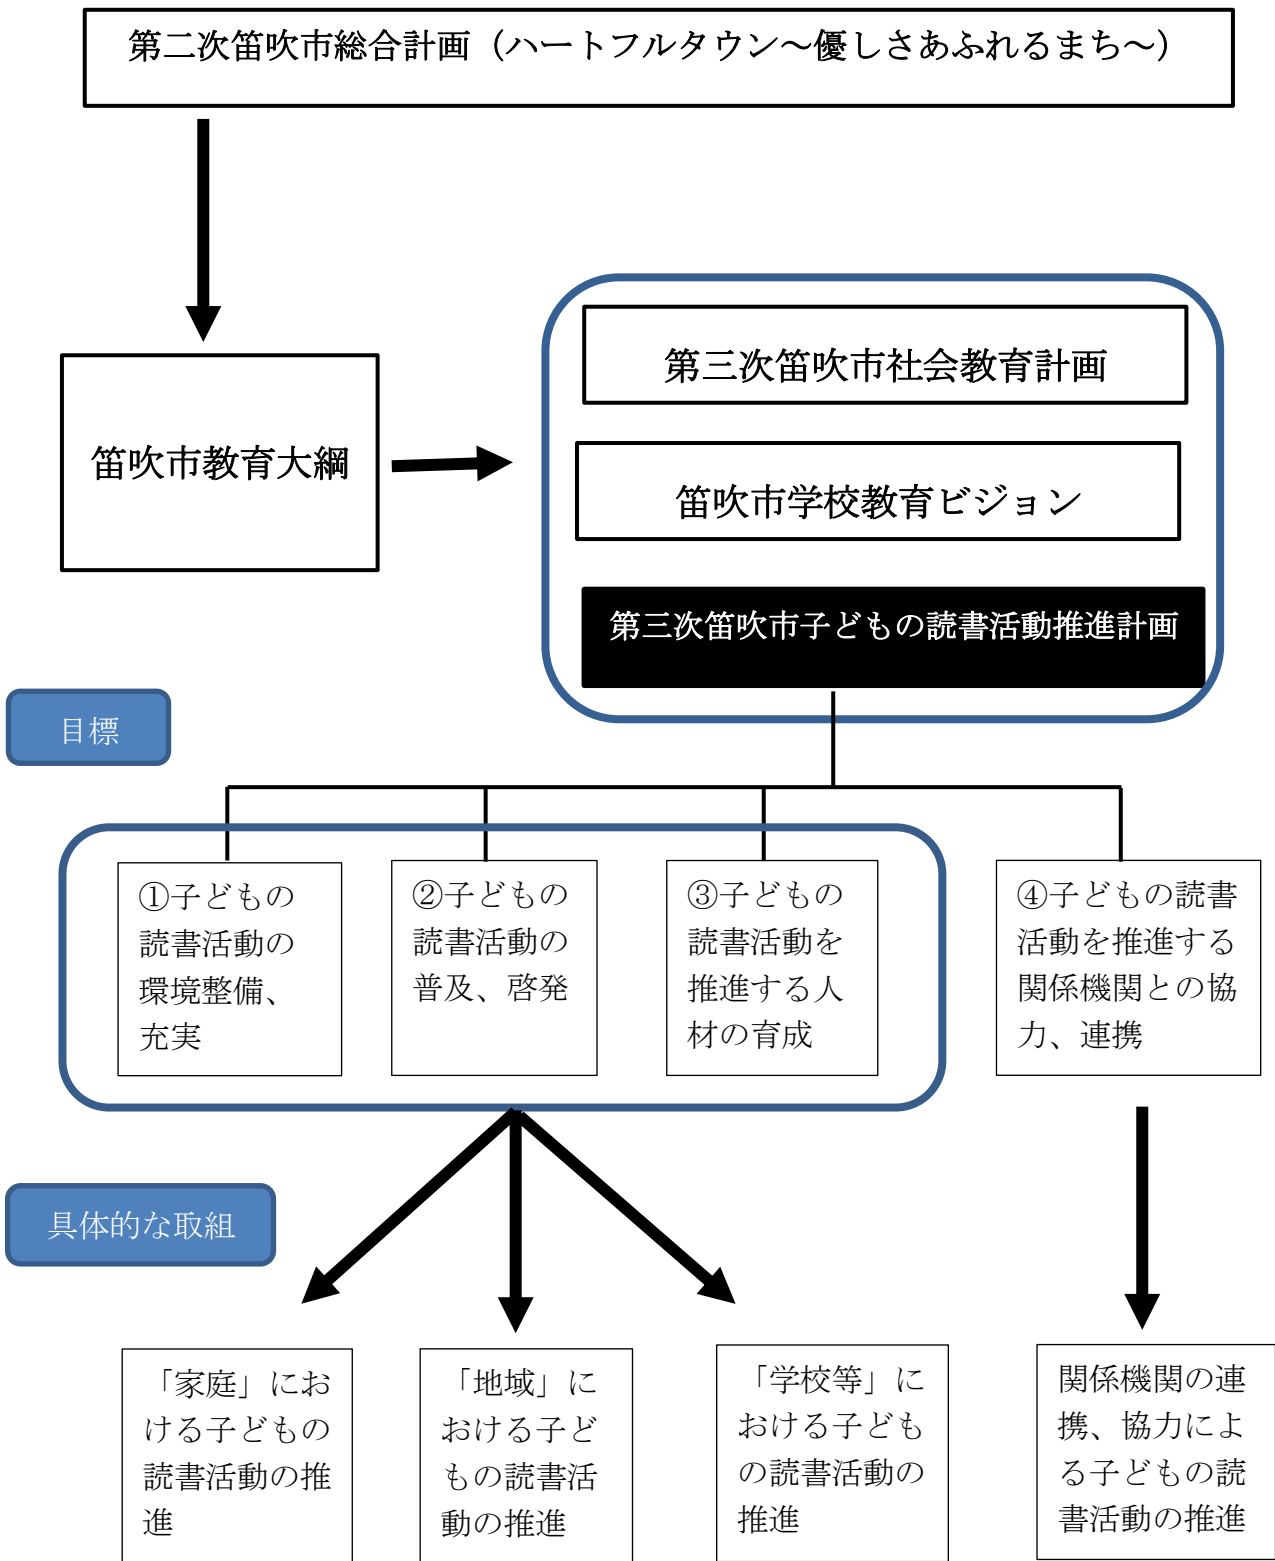 第二次笛吹市総合計画（ハートフルタウン～優しさあふれるまち～）
第三次笛吹市社会教育計画
笛吹市教育大綱
笛吹市学校教育ビジョン
第三次笛吹市子どもの読書活動推進計画
目標
①子どもの
読書活動の
環境整備、
充実
②子どもの
読書活動の
普及、啓発
③子どもの
読書活動を
推進する人
材の育成
④子どもの読書
活動を推進する
関係機関との協
力、連携
具体的な取組
「家庭」にお
ける子どもの
読書活動の推
進
「地域」に
おける子ど
もの読書活
動の推進
「学校等」に
おける子ども
の読書活動の
推進
関係機関の連
携、協力によ
る子どもの読
書活動の推進